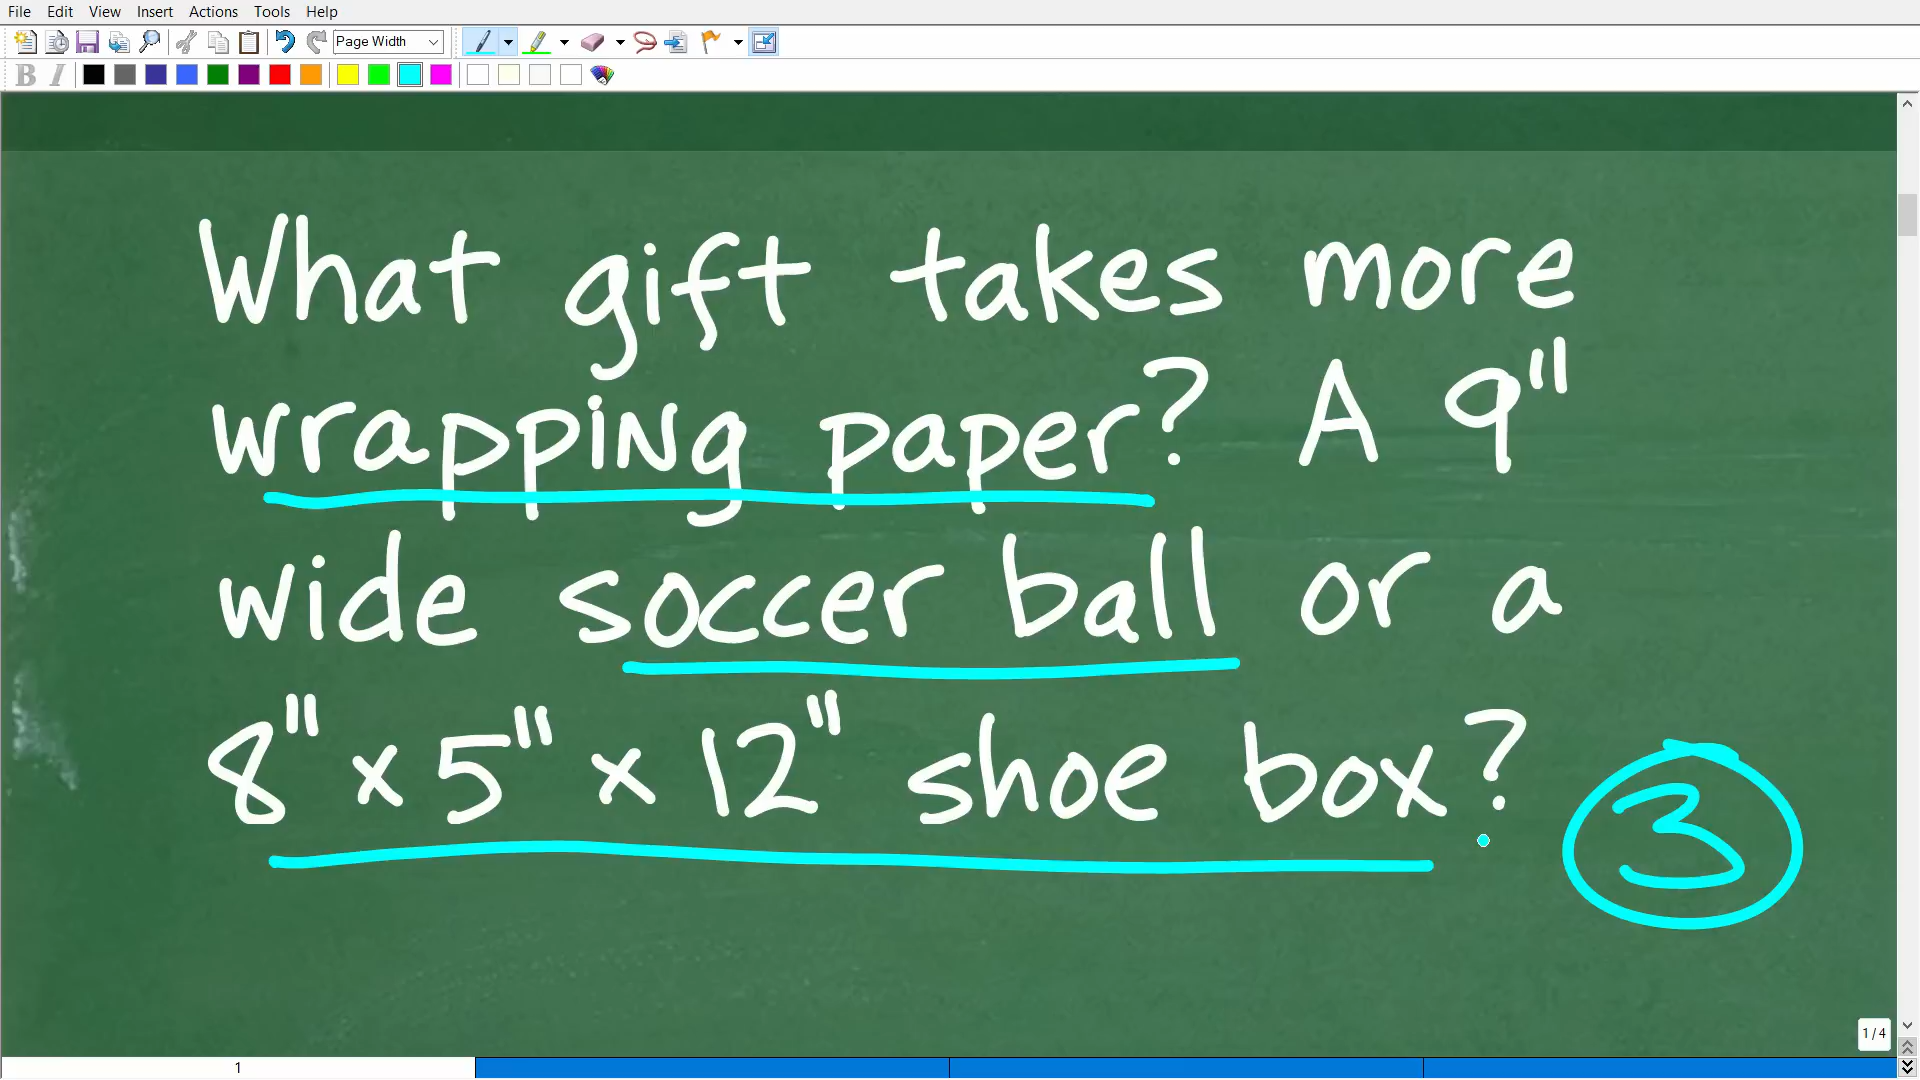 File Edit View Insert Actions Tools Help
Page Width
B I
What gift takes more
wrapping paper? A 9"
wide soccer ball or a
8" x 5" x 12" shoe box?
3
1 / 4
1